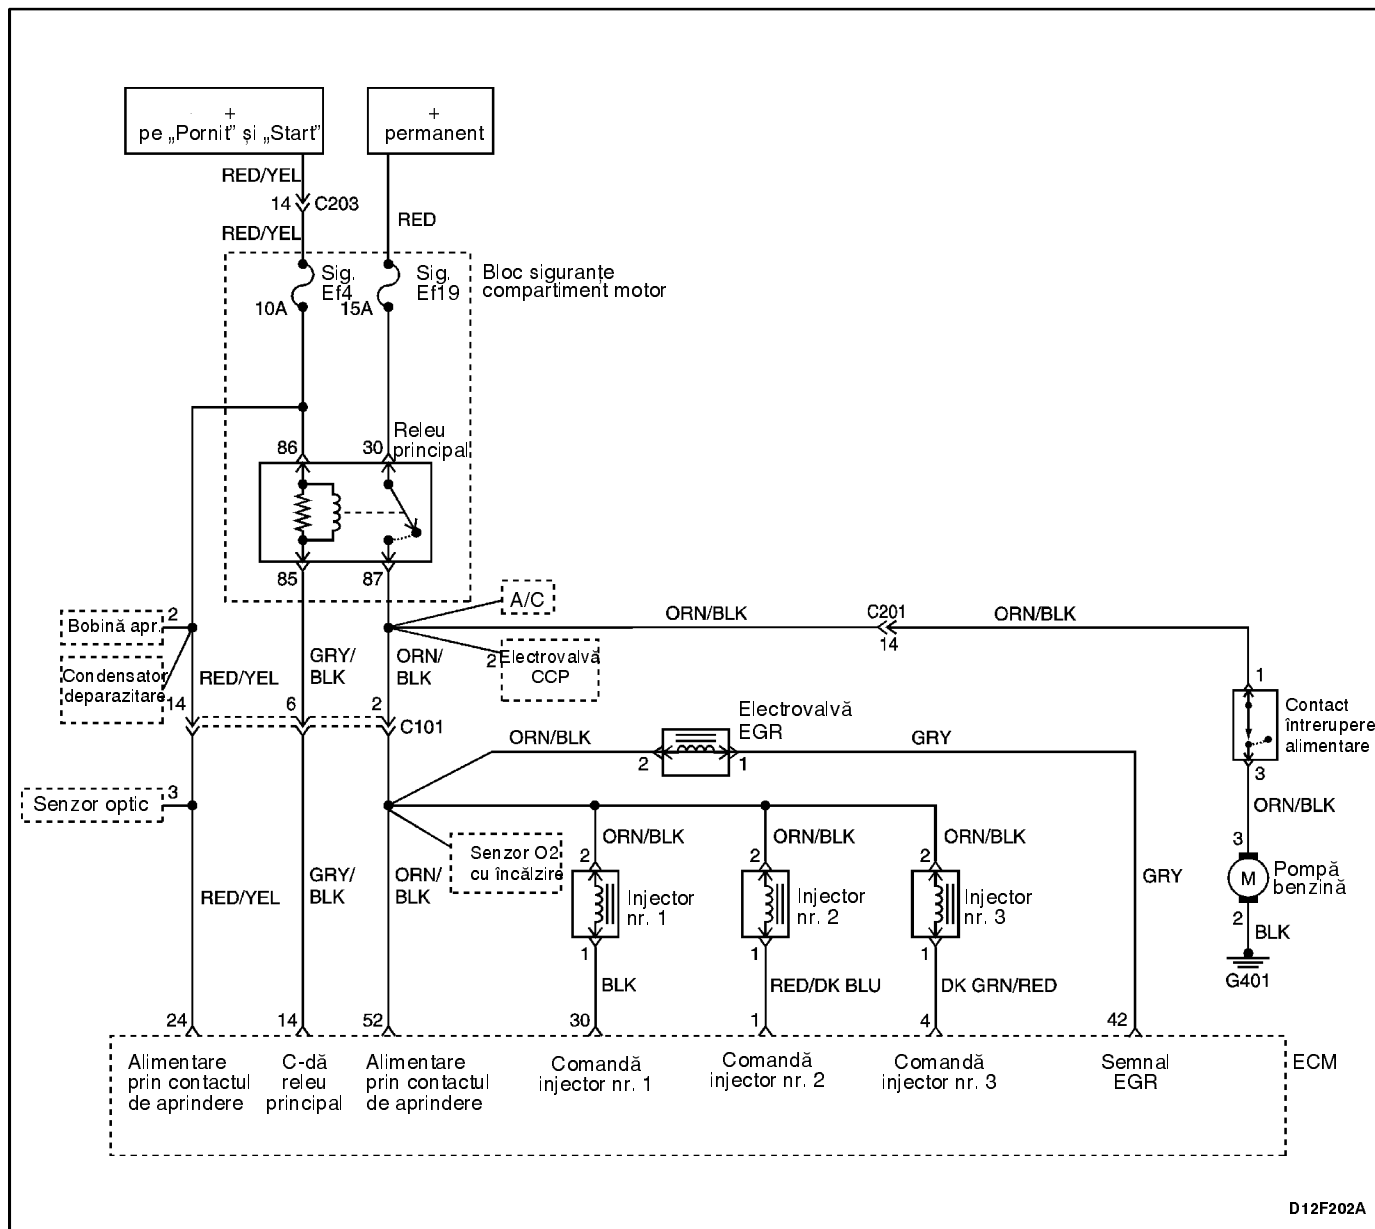 +
pe „Pornit” și „Start”
+
permanent
RED/YEL
14
C203
RED
RED/YEL
Sig.
Ef4
10A
Sig.
Ef19
15A
Bloc siguranțe
compartiment motor
Releu
principal
86
30
85
87
A/C
2
Bobină apr.
ORN/BLK
C201
14
ORN/BLK
2
Electrovalvă
CCP
Condensator
deparazitare
RED/YEL
GRY/
BLK
ORN/
BLK
14
6
2
C101
1
Contact
întrerupere
alimentare
3
Electrovalvă
EGR
ORN/BLK
2
1
GRY
3
Senzor optic
ORN/BLK
ORN/BLK
ORN/BLK
ORN/BLK
Senzor O2
cu încălzire
2
2
2
3
M
Pompă
benzină
2
BLK
G401
RED/YEL
GRY/
BLK
ORN/
BLK
Injector
nr. 1
Injector
nr. 2
Injector
nr. 3
GRY
1
1
1
BLK
RED/DK BLU
DK GRN/RED
24
14
52
30
1
4
42
Alimentare
prin contactul
de aprindere
C-dă
releu
principal
Alimentare
prin contactul
de aprindere
Comandă
injector nr. 1
Comandă
injector nr. 2
Comandă
injector nr. 3
Semnal
EGR
ECM
D12F202A